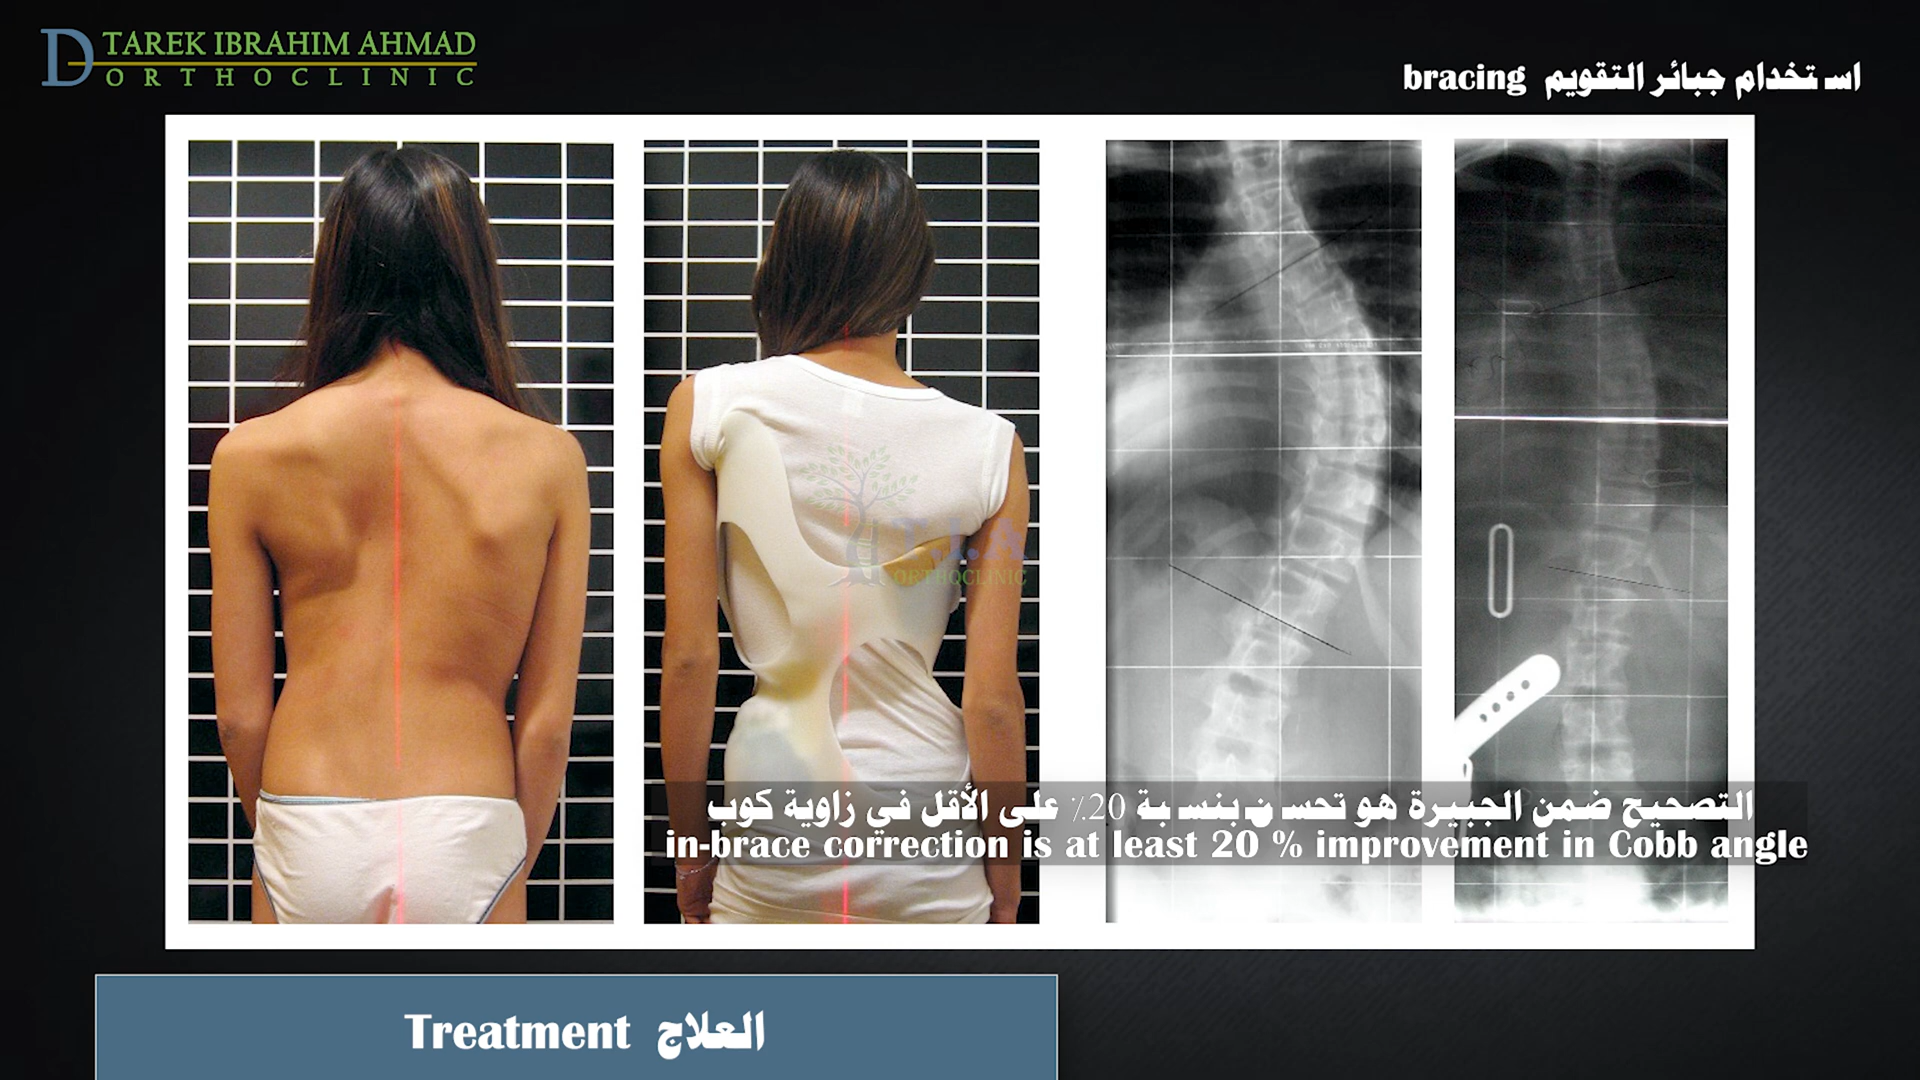 TAREK IBRAHIM AHMAD
ORTHOCLINIC
استخدام جبائر التقويم bracing
T.I.A
ORTHOCLINIC
التصحيح ضمن الجبيرة هو تحسن بنسبة 20٪ على الأقل في زاوية كوب
in-brace correction is at least 20 % improvement in Cobb angle
Treatment العلاج